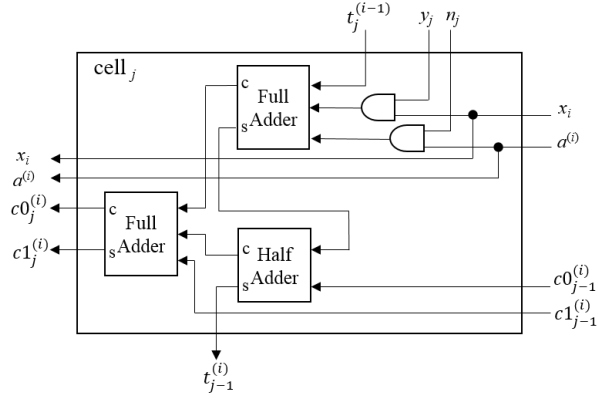 t_j^{(i-1)} y_j n_j
cell_j
c Full
s Adder
x_i
a^{(i)}
x_i
a^{(i)}
c0_j^{(i)}
c Full
s Adder
c1_j^{(i)}
c Half
s Adder
c0_{j-1}^{(i)}
c1_{j-1}^{(i)}
t_{j-1}^{(i)}